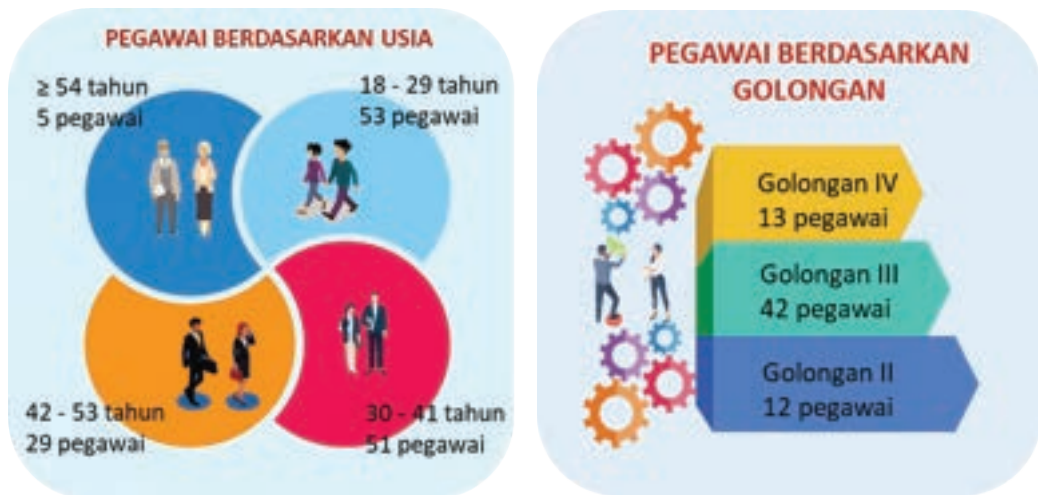 PEGAWAI BERDASARKAN USIA
≥ 54 tahun
5 pegawai
18 - 29 tahun
53 pegawai
42 - 53 tahun
29 pegawai
30 - 41 tahun
51 pegawai
PEGAWAI BERDASARKAN
GOLONGAN
Golongan IV
13 pegawai
Golongan III
42 pegawai
Golongan II
12 pegawai